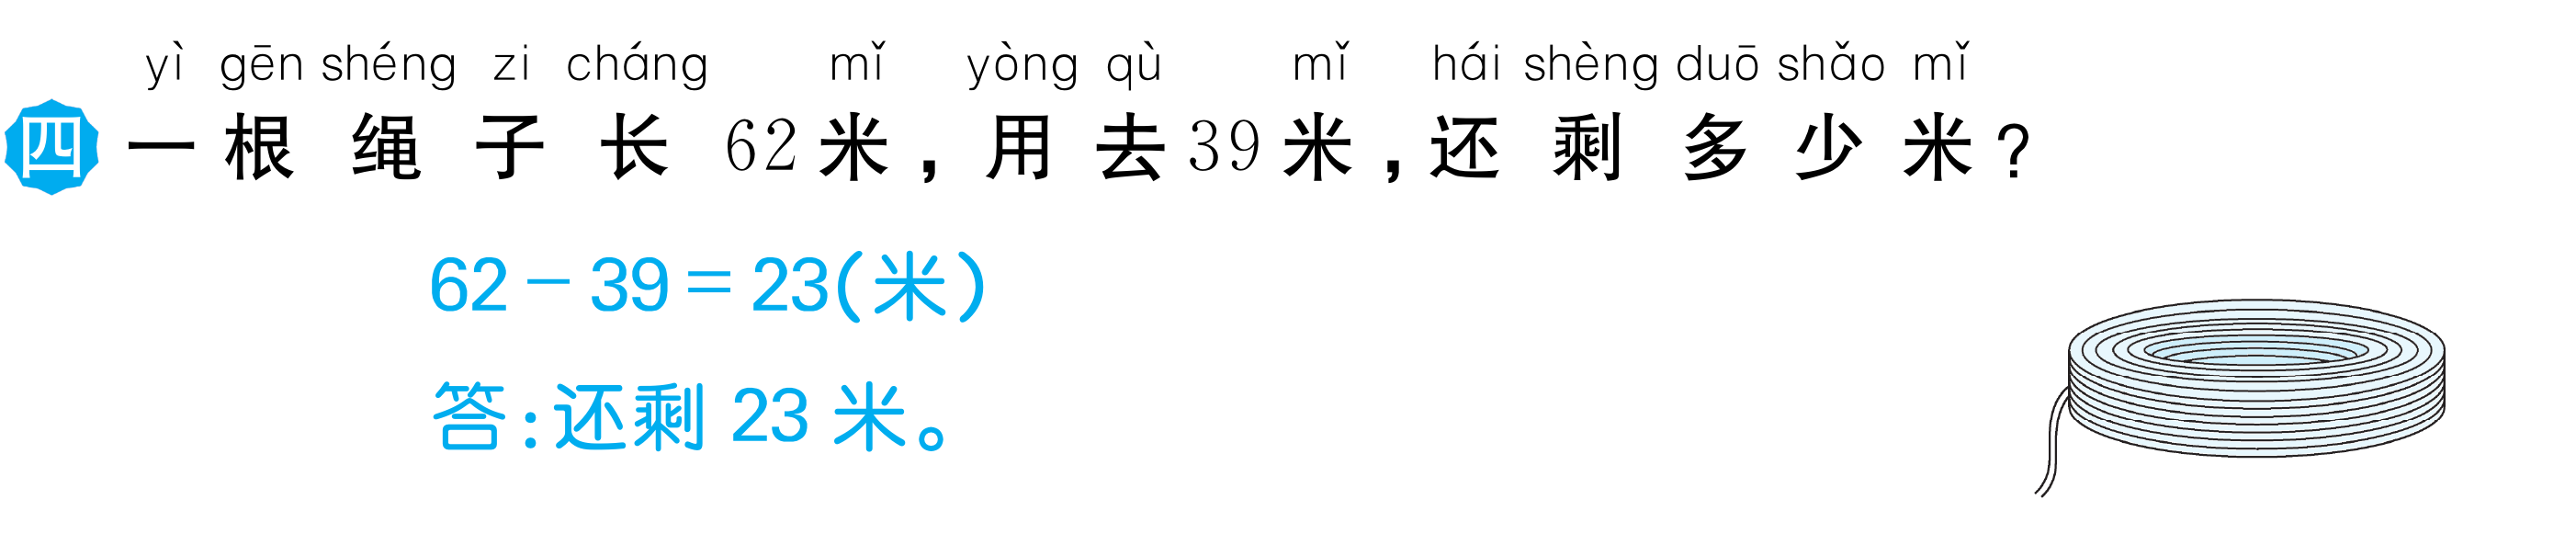 yì gēn shéng zi cháng mǐ yòng qù mǐ hái shèng duō shǎo mǐ
四 一根绳子长62米，用去39米，还剩多少米？
62－39＝23(米)
答：还剩23米。